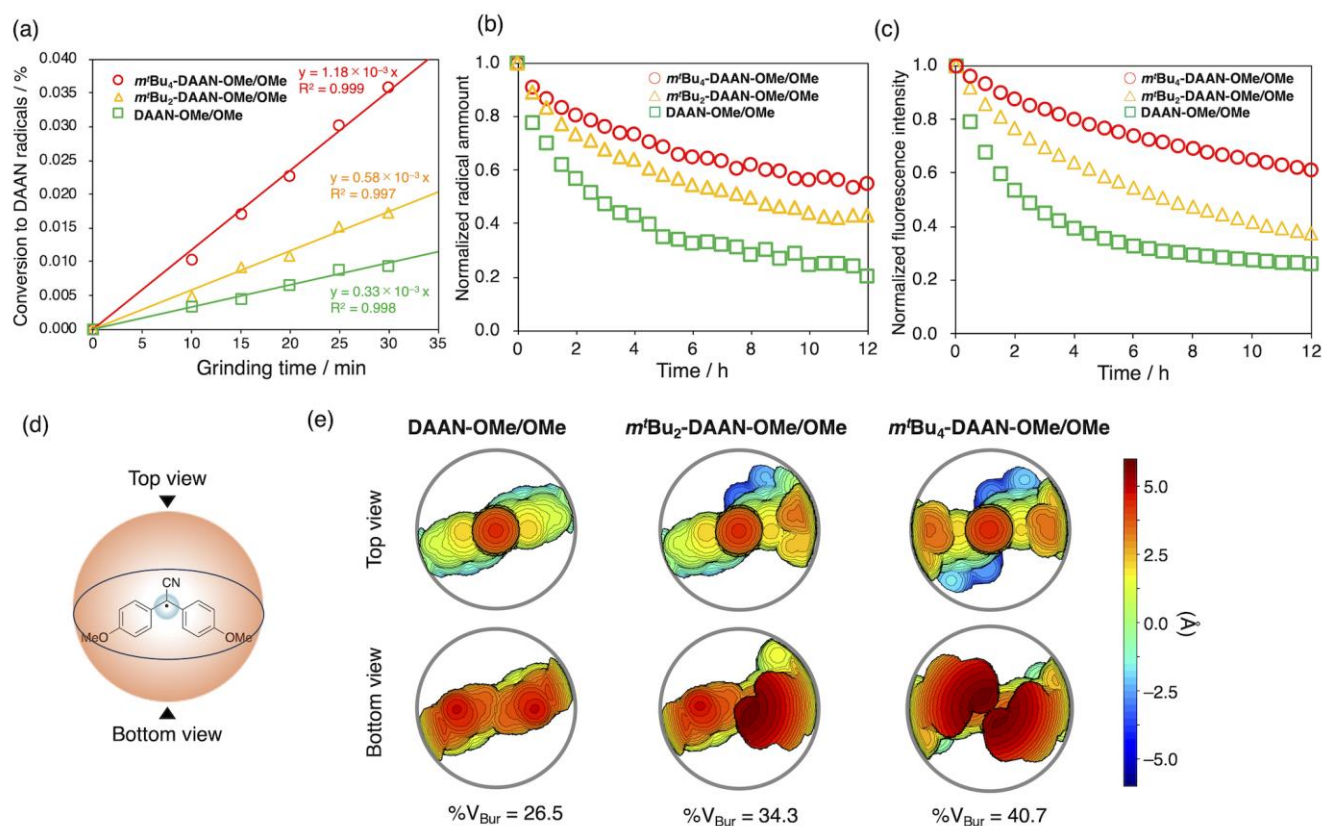 (a)
0.040
0.035
0.030
0.025
0.020
0.015
0.010
0.005
0.000
Conversion to DAAN radicals / %
mᵗBu₄-DAAN-OMe/OMe
mᵗBu₂-DAAN-OMe/OMe
DAAN-OMe/OMe
y = 1.18 × 10⁻³ x
R² = 0.999
y = 0.58 × 10⁻³ x
R² = 0.997
y = 0.33 × 10⁻³ x
R² = 0.998
0 5 10 15 20 25 30 35
Grinding time / min
(b)
1.0
0.8
0.6
0.4
0.2
0.0
Normalized radical amount
mᵗBu₄-DAAN-OMe/OMe
mᵗBu₂-DAAN-OMe/OMe
DAAN-OMe/OMe
0 2 4 6 8 10 12
Time / h
(c)
1.0
0.8
0.6
0.4
0.2
0.0
Normalized fluorescence intensity
mᵗBu₄-DAAN-OMe/OMe
mᵗBu₂-DAAN-OMe/OMe
DAAN-OMe/OMe
0 2 4 6 8 10 12
Time / h
(d)
Top view
CN
MeO
OMe
Bottom view
(e)
DAAN-OMe/OMe
mᵗBu₂-DAAN-OMe/OMe
mᵗBu₄-DAAN-OMe/OMe
Top view
Bottom view
%V_Bur = 26.5
%V_Bur = 34.3
%V_Bur = 40.7
5.0
2.5
0.0
−2.5
−5.0
(Å)